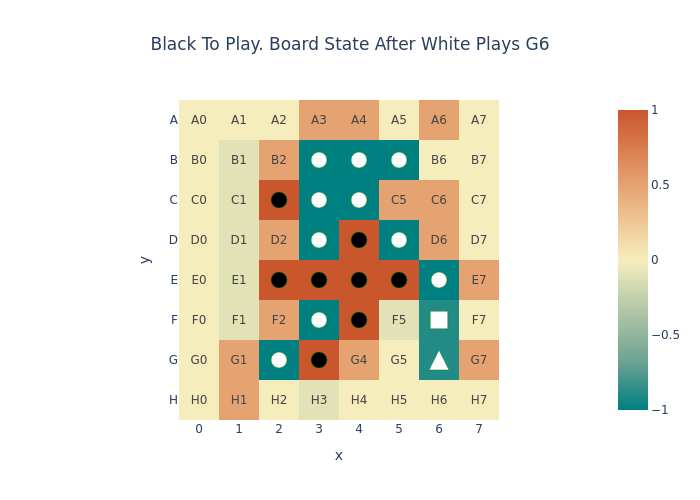 Black To Play. Board State After White Plays G6
A A0 A1 A2 A3 A4 A5 A6 A7
B B0 B1 B2 B6 B7
C C0 C1 C5 C6 C7
D D0 D1 D2 D6 D7
E E0 E1 E7
F F0 F1 F2 F5 F7
G G0 G1 G4 G5 G7
H H0 H1 H2 H3 H4 H5 H6 H7
0 1 2 3 4 5 6 7
x
y
1
0.5
0
−0.5
−1